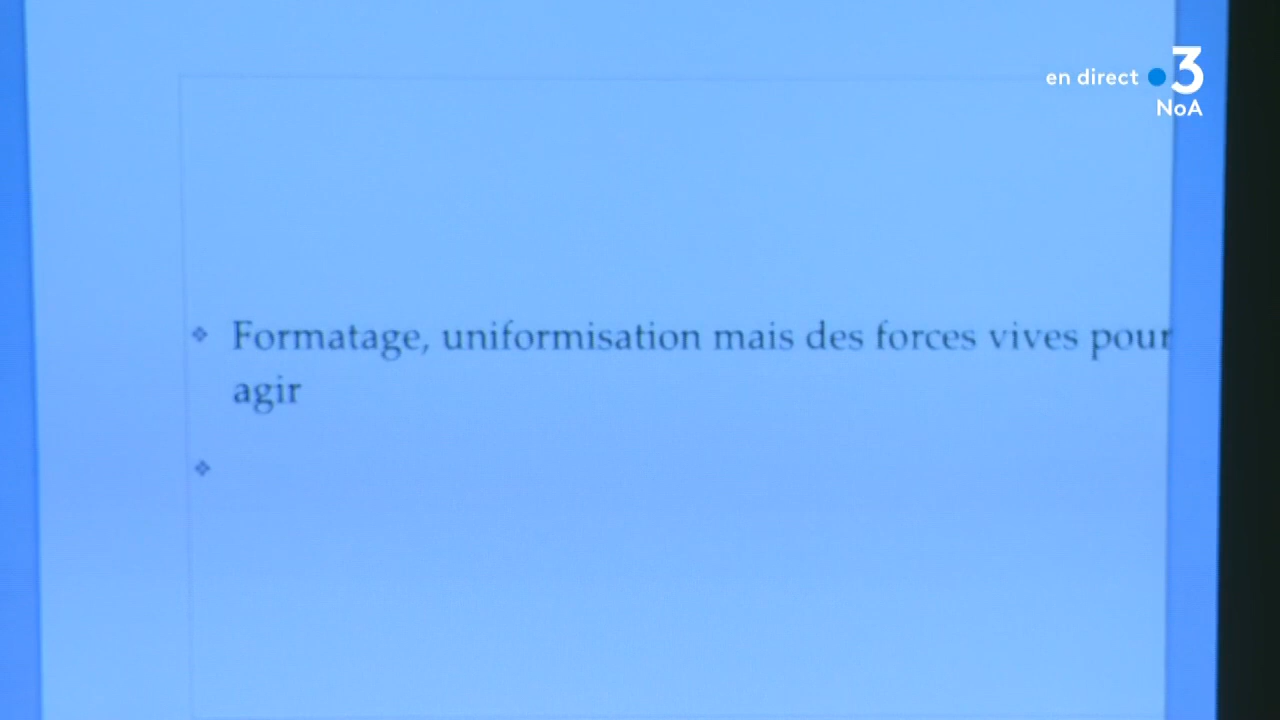 en direct 3
NoA
❖ Formatage, uniformisation mais des forces vives pour
agir
❖